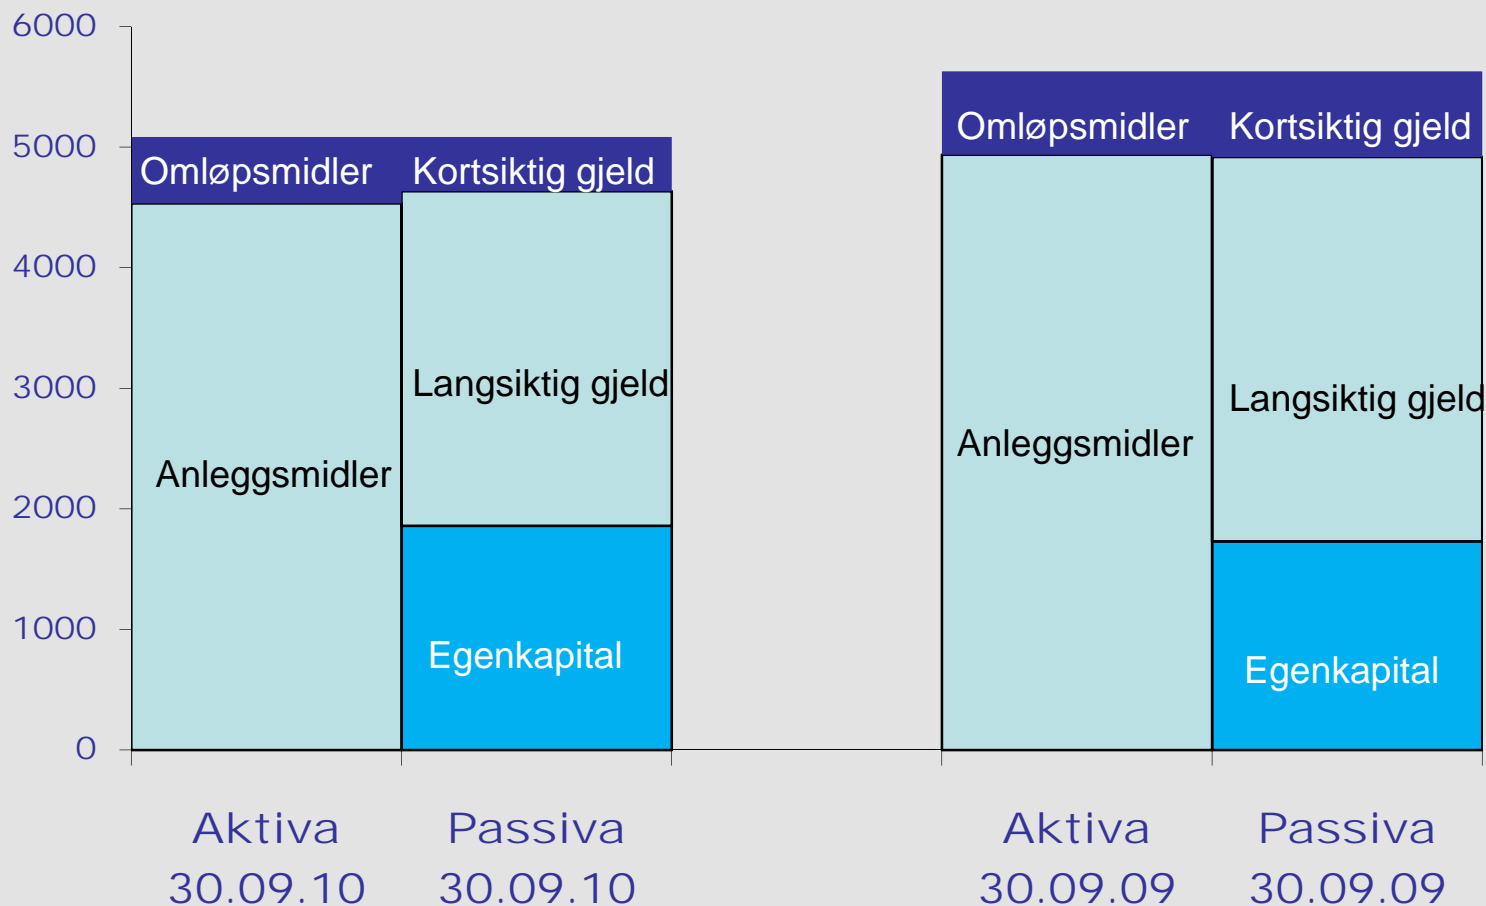 6000
5000
4000
3000
2000
1000
0
Omløpsmidler Kortsiktig gjeld
Langsiktig gjeld
Anleggsmidler
Egenkapital
Omløpsmidler Kortsiktig gjeld
Langsiktig gjeld
Anleggsmidler
Egenkapital
Aktiva Passiva Aktiva Passiva
30.09.10 30.09.10 30.09.09 30.09.09